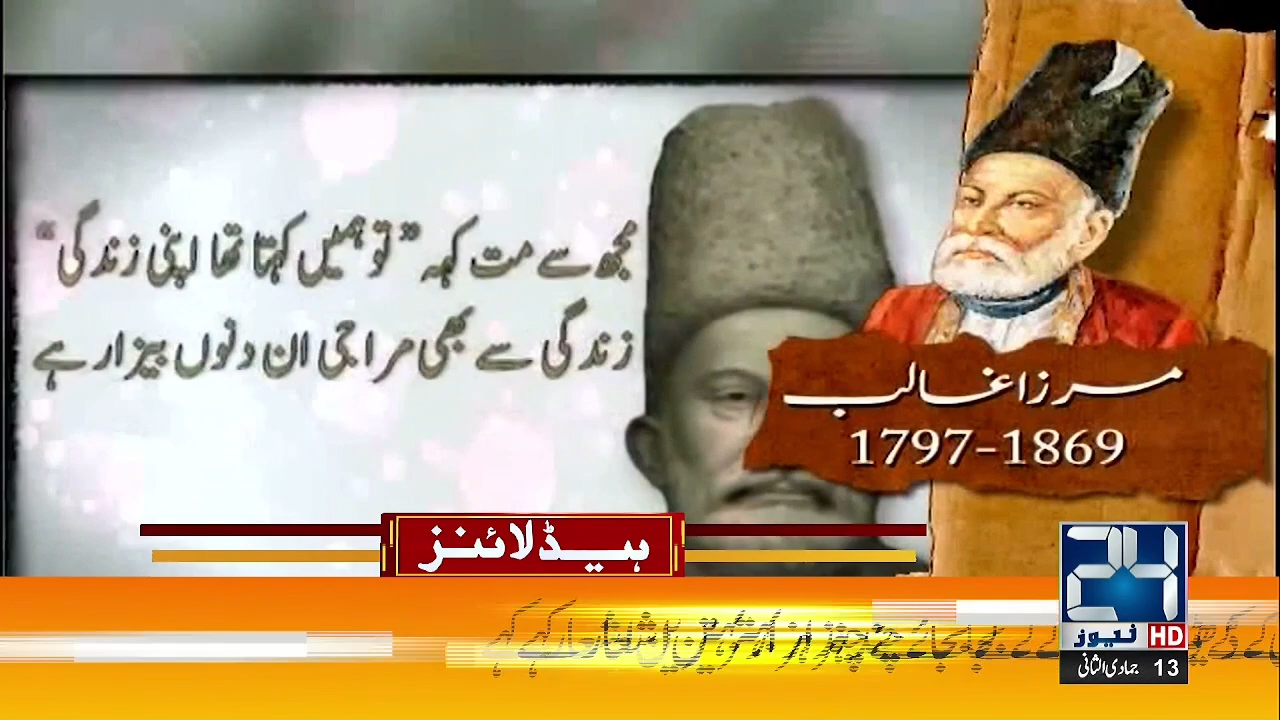 مجھ سے مت کہہ ”تو ہمیں کہتا تھا اپنی زندگی“
زندگی سے بھی مرا جی ان دنوں بیزار ہے
مرزا غالب
1797-1869
ہیڈلائنز
24
نیوز HD
13 جمادی الثانی